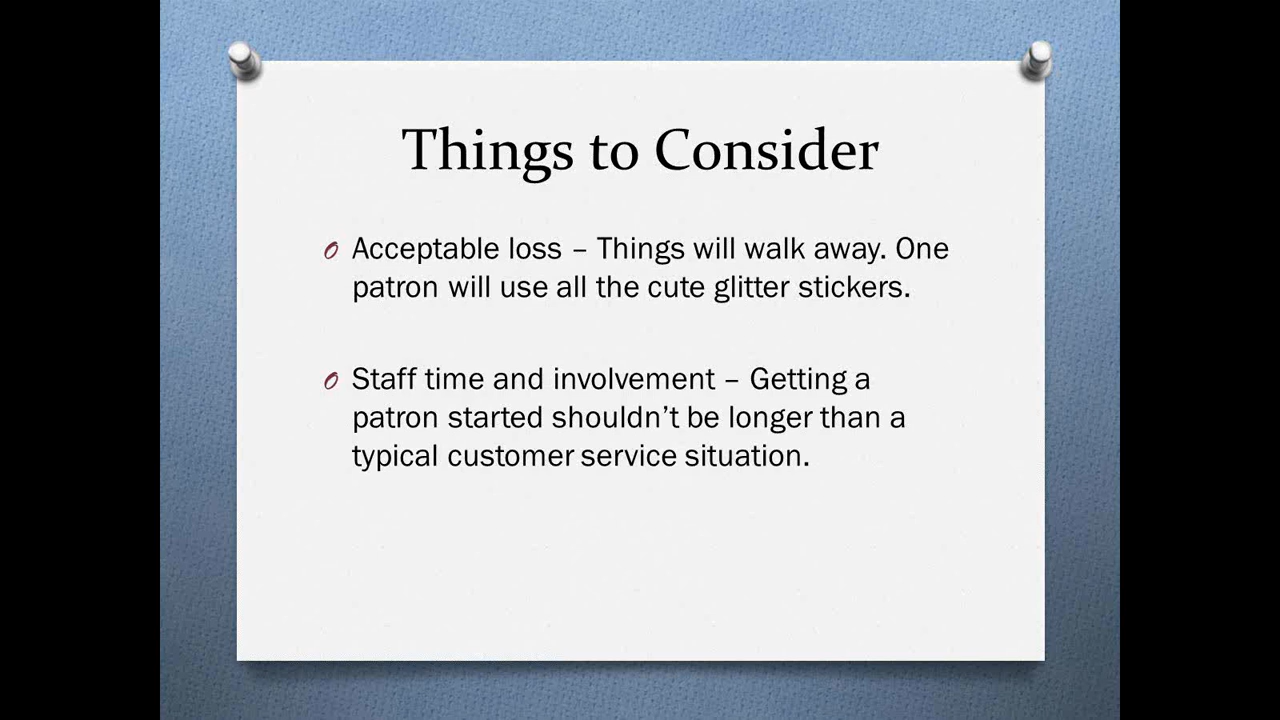 Things to Consider
Acceptable loss – Things will walk away. One
patron will use all the cute glitter stickers.
Staff time and involvement – Getting a
patron started shouldn’t be longer than a
typical customer service situation.